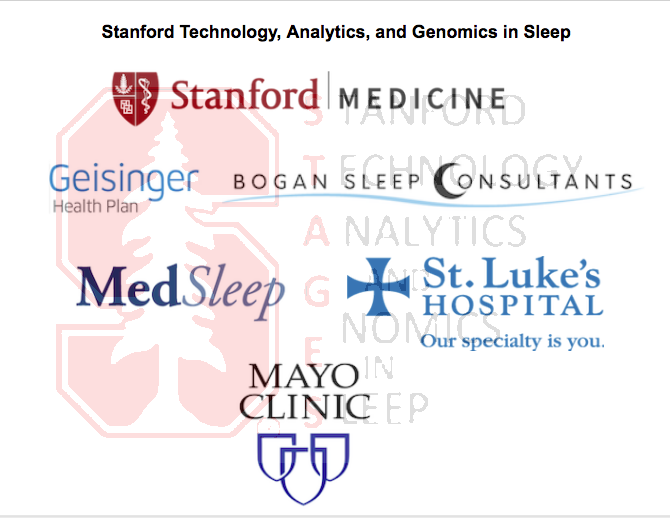 Stanford Technology, Analytics, and Genomics in Sleep
Stanford MEDICINE
STANFORD
TECHNOLOGY
Geisinger
Health Plan
BOGAN SLEEP CONSULTANTS
ANALYTICS
AND
MedSleep
St. Luke's
HOSPITAL
GENOMICS
Our specialty is you.
IN
MAYO
CLINIC
SLEEP